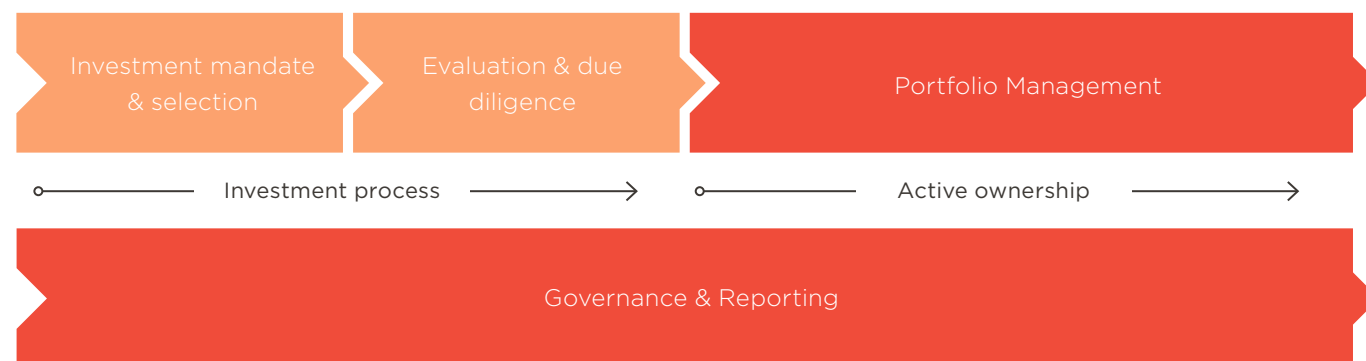 Investment mandate
& selection
Evaluation & due
diligence
Portfolio Management
Investment process
Active ownership
Governance & Reporting